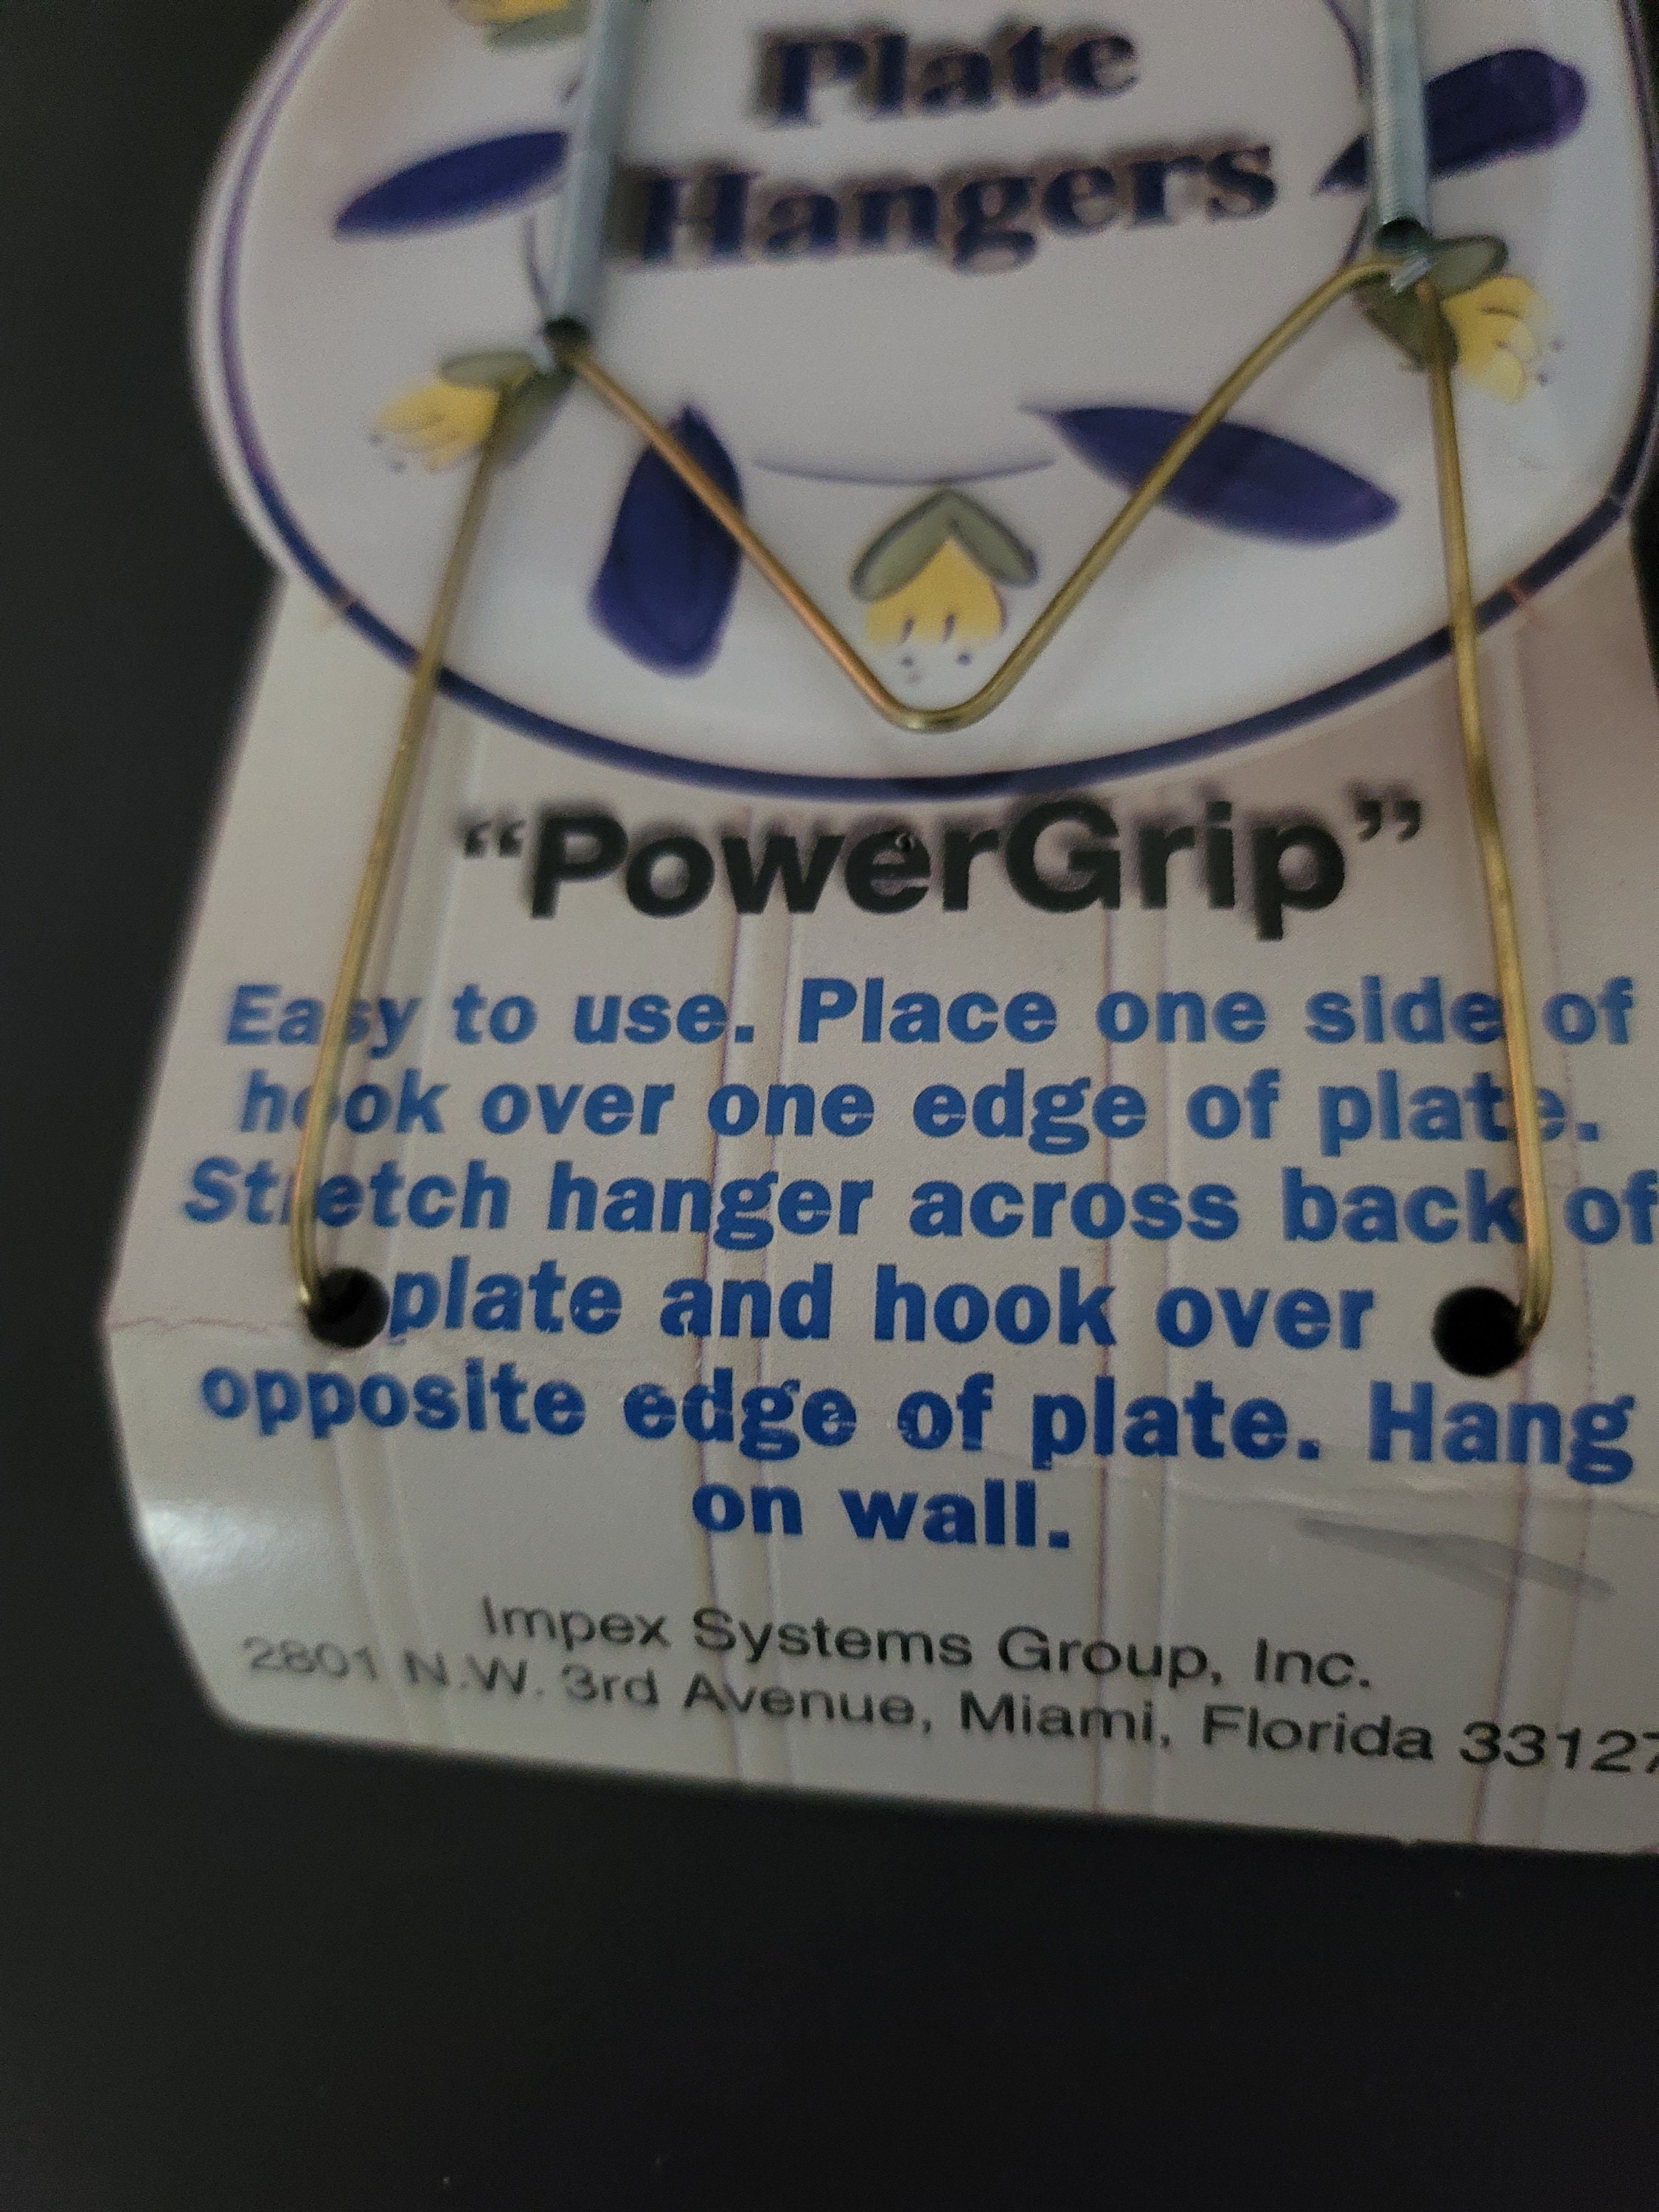 Plate
Hangers
“PowerGrip”
Easy to use. Place one side of
hook over one edge of plate.
Stretch hanger across back of
plate and hook over
opposite edge of plate. Hang
on wall.
Impex Systems Group, Inc.
2801 N.W. 3rd Avenue, Miami, Florida 33127